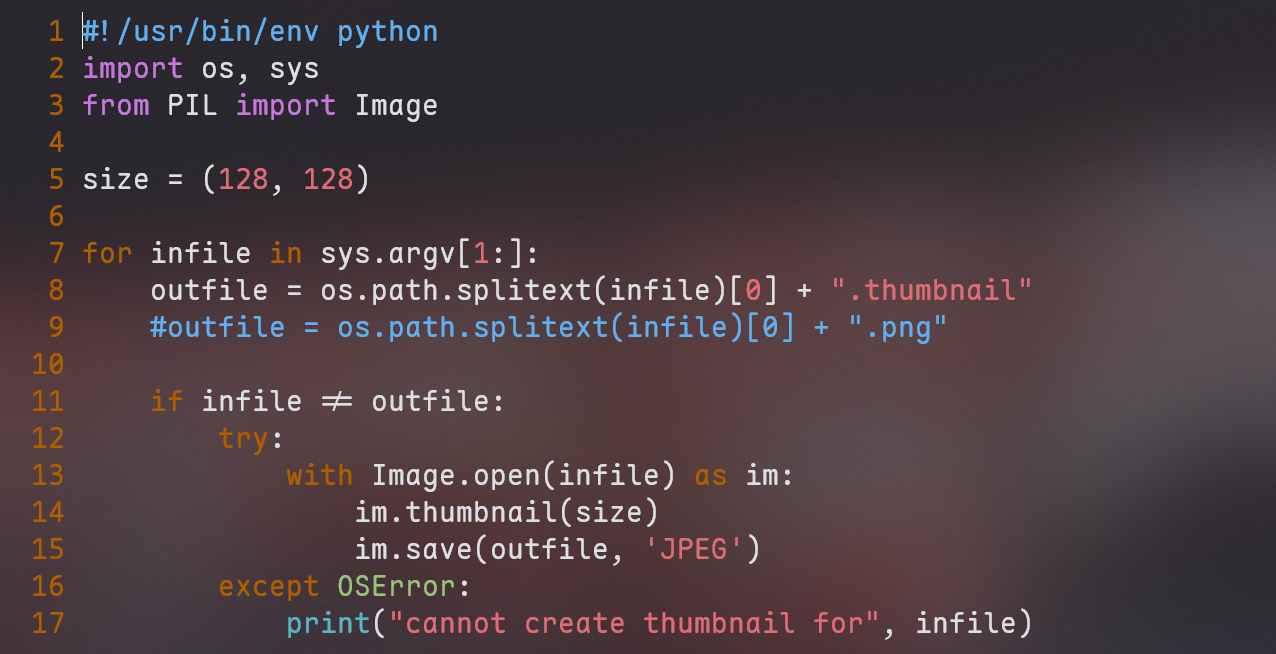 1 #!/usr/bin/env python
2 import os, sys
3 from PIL import Image
4
5 size = (128, 128)
6
7 for infile in sys.argv[1:]:
8     outfile = os.path.splitext(infile)[0] + ".thumbnail"
9     #outfile = os.path.splitext(infile)[0] + ".png"
10
11     if infile != outfile:
12         try:
13             with Image.open(infile) as im:
14                 im.thumbnail(size)
15                 im.save(outfile, 'JPEG')
16         except OSError:
17             print("cannot create thumbnail for", infile)